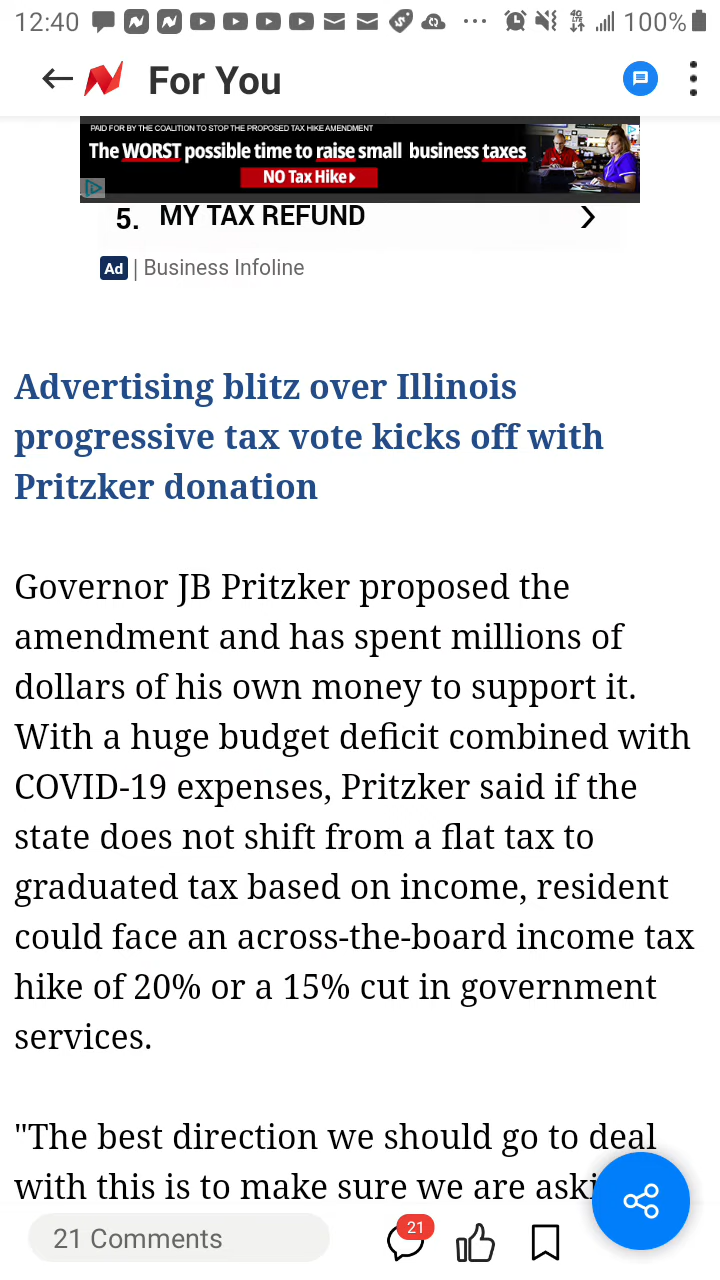 12:40 100%
For You
PAID FOR BY THE COALITION TO STOP THE PROPOSED TAX HIKE AMENDMENT
The WORST possible time to raise small business taxes
NO Tax Hike
5. MY TAX REFUND
Ad | Business Infoline
Advertising blitz over Illinois
progressive tax vote kicks off with
Pritzker donation
Governor JB Pritzker proposed the
amendment and has spent millions of
dollars of his own money to support it.
With a huge budget deficit combined with
COVID-19 expenses, Pritzker said if the
state does not shift from a flat tax to
graduated tax based on income, resident
could face an across-the-board income tax
hike of 20% or a 15% cut in government
services.
"The best direction we should go to deal
with this is to make sure we are aski
21 Comments
21